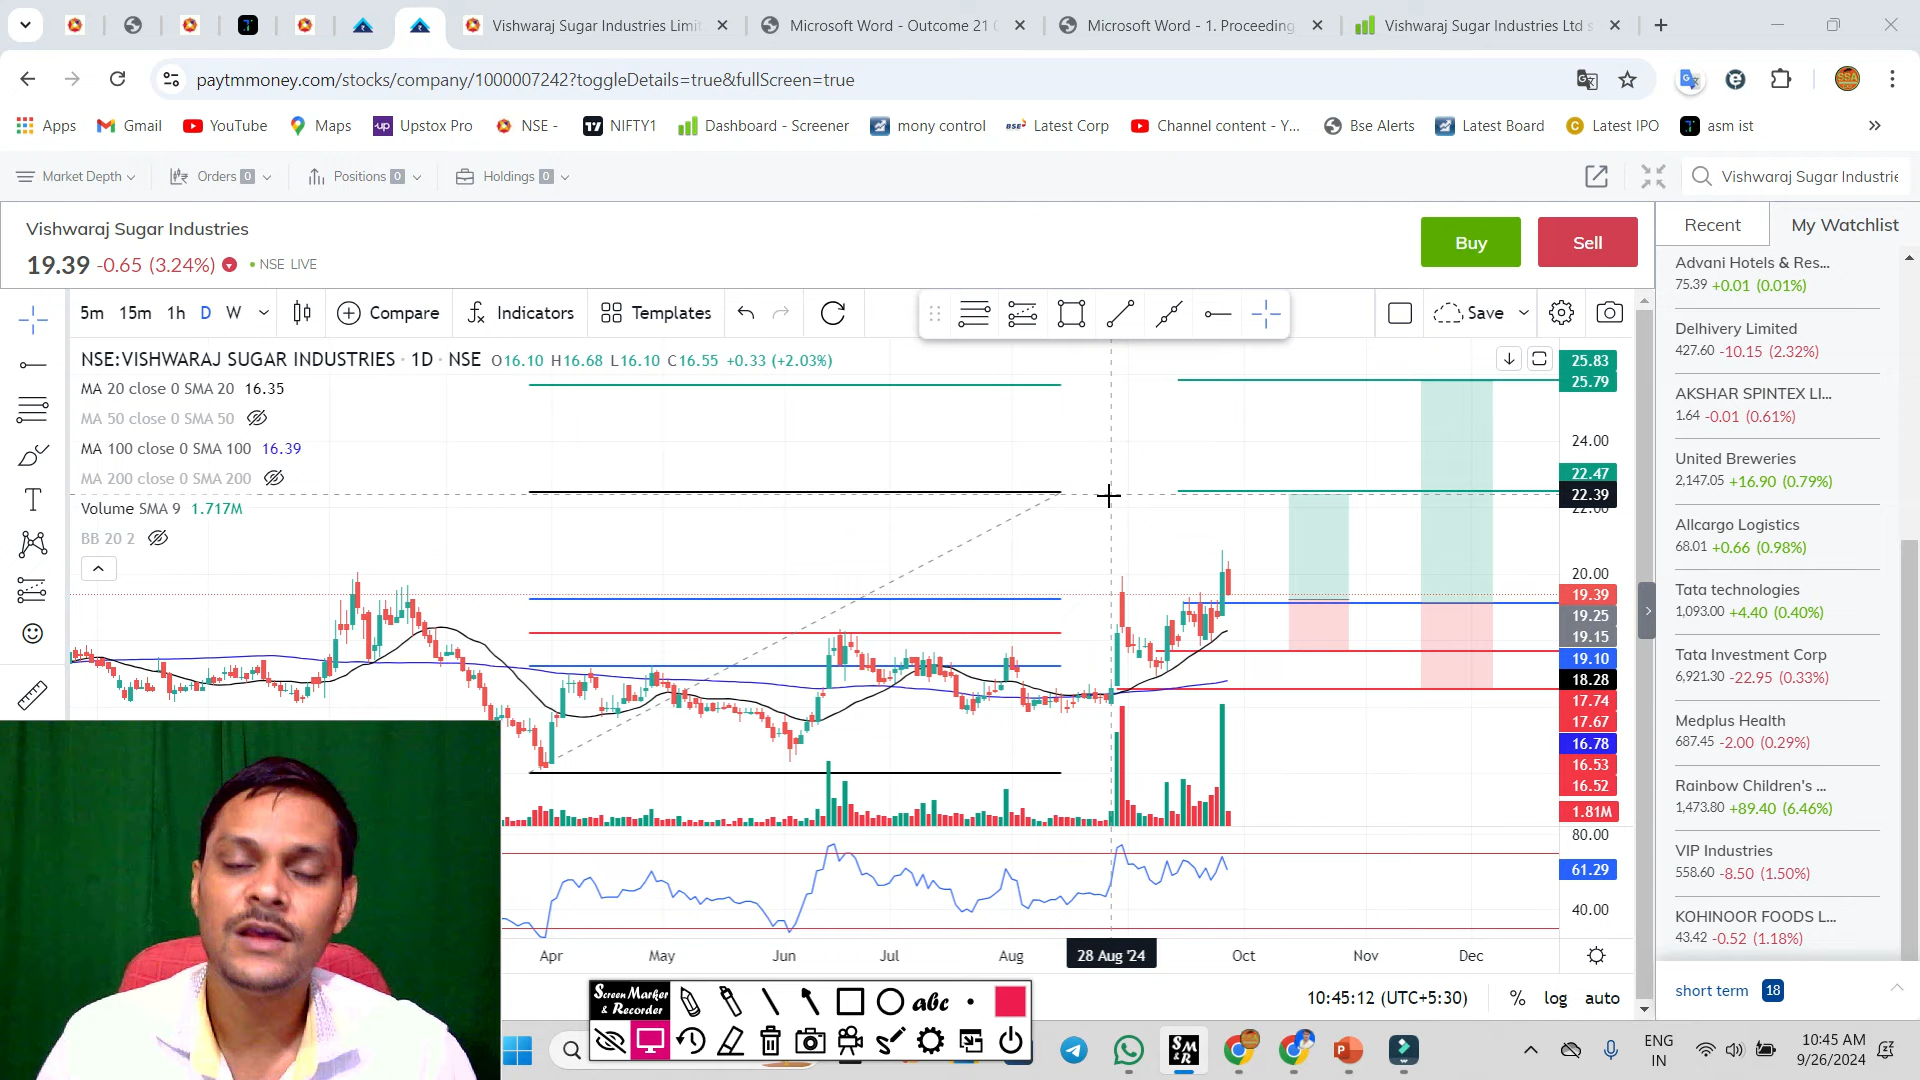 Vishwaraj Sugar Industries Limit
Microsoft Word - Outcome 21
Microsoft Word - 1. Proceeding
Vishwaraj Sugar Industries Ltd s
paytmmoney.com/stocks/company/1000007242?toggleDetails=true&fullScreen=true
SSA
Apps
Gmail
YouTube
Maps
up
Upstox Pro
NSE -
NIFTY1
Dashboard - Screener
mony control
BSE
Latest Corp
Channel content - Y...
Bse Alerts
Latest Board
Latest IPO
asm ist
»
Market Depth
Orders 0
Positions 0
Holdings 0
Vishwaraj Sugar Industrie
Vishwaraj Sugar Industries
19.39 -0.65 (3.24%)
NSE LIVE
Buy
Sell
Recent
My Watchlist
5m 15m 1h D W
Compare
Indicators
Templates
Save
NSE:VISHWARAJ SUGAR INDUSTRIES · 1D · NSE O16.10 H16.68 L16.10 C16.55 +0.33 (+2.03%)
MA 20 close 0 SMA 20 16.35
MA 50 close 0 SMA 50
MA 100 close 0 SMA 100 16.39
MA 200 close 0 SMA 200
Volume SMA 9 1.717M
BB 20 2
25.83
25.79
24.00
22.47
22.39
22.00
20.00
19.39
19.25
19.15
19.10
18.28
17.74
17.67
16.78
16.53
16.52
1.81M
80.00
61.29
40.00
Apr
May
Jun
Jul
Aug
28 Aug '24
Oct
Nov
Dec
10:45:12 (UTC+5:30)
% log auto
Advani Hotels & Res...
75.39 +0.01 (0.01%)
Delhivery Limited
427.60 -10.15 (2.32%)
AKSHAR SPINTEX LI...
1.64 -0.01 (0.61%)
United Breweries
2,147.05 +16.90 (0.79%)
Allcargo Logistics
68.01 +0.66 (0.98%)
Tata technologies
1,093.00 +4.40 (0.40%)
Tata Investment Corp
6,921.30 -22.95 (0.33%)
Medplus Health
687.45 -2.00 (0.29%)
Rainbow Children's ...
1,473.80 +89.40 (6.46%)
VIP Industries
558.60 -8.50 (1.50%)
KOHINOOR FOODS L...
43.42 -0.52 (1.18%)
short term 18
Screen Marker
& Recorder
abc
SM
&R
ENG
IN
10:45 AM
9/26/2024